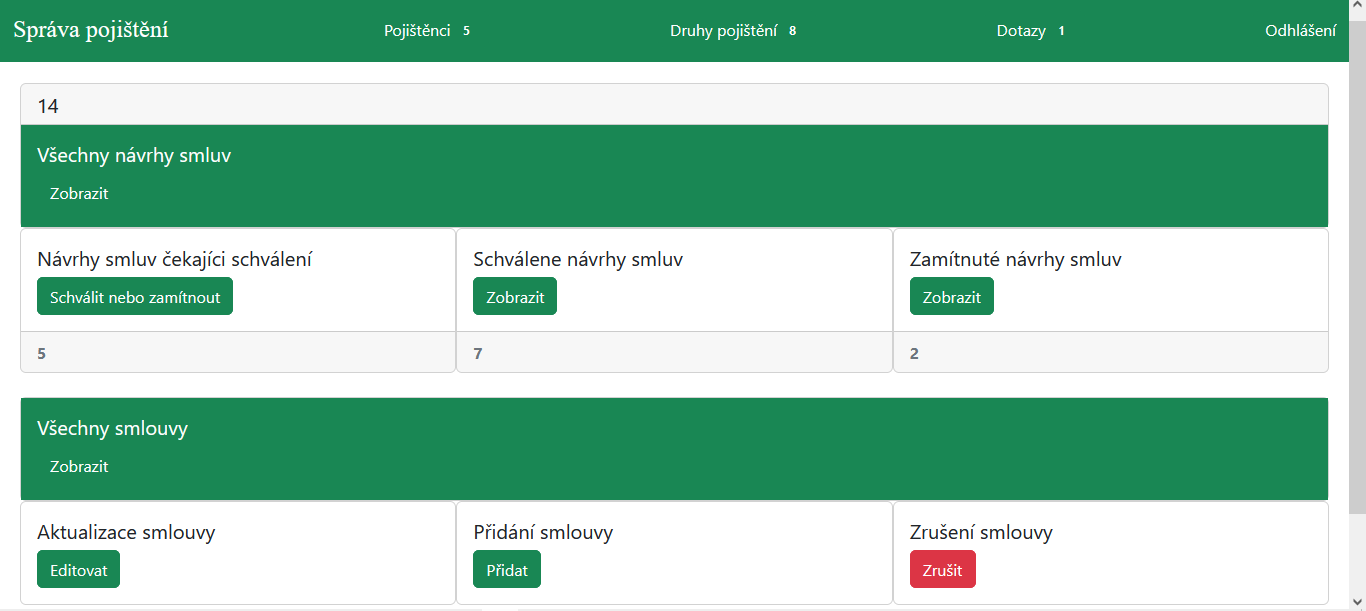 Správa pojištění Pojištěnci 5 Druhy pojištění 8 Dotazy 1 Odhlášení
14
Všechny návrhy smluv
Zobrazit
Návrhy smluv čekajíci schválení
Schválit nebo zamítnout
5
Schválene návrhy smluv
Zobrazit
7
Zamítnuté návrhy smluv
Zobrazit
2
Všechny smlouvy
Zobrazit
Aktualizace smlouvy
Editovat
Přidání smlouvy
Přidat
Zrušení smlouvy
Zrušit